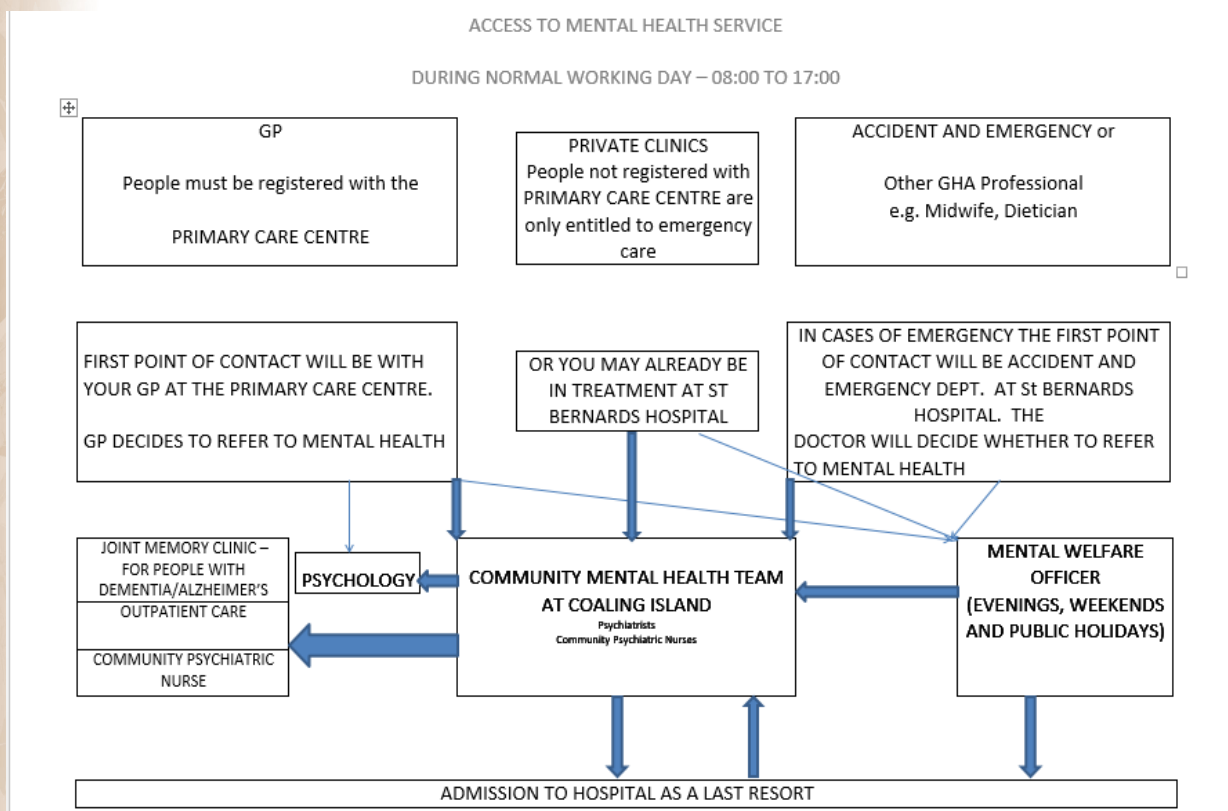 ACCESS TO MENTAL HEALTH SERVICE
DURING NORMAL WORKING DAY – 08:00 TO 17:00
GP
People must be registered with the
PRIMARY CARE CENTRE
PRIVATE CLINICS
People not registered with
PRIMARY CARE CENTRE are
only entitled to emergency
care
ACCIDENT AND EMERGENCY or
Other GHA Professional
e.g. Midwife, Dietician
FIRST POINT OF CONTACT WILL BE WITH
YOUR GP AT THE PRIMARY CARE CENTRE.
GP DECIDES TO REFER TO MENTAL HEALTH
OR YOU MAY ALREADY BE
IN TREATMENT AT ST
BERNARDS HOSPITAL
IN CASES OF EMERGENCY THE FIRST POINT
OF CONTACT WILL BE ACCIDENT AND
EMERGENCY DEPT. AT St BERNARDS
HOSPITAL. THE
DOCTOR WILL DECIDE WHETHER TO REFER
TO MENTAL HEALTH
JOINT MEMORY CLINIC –
FOR PEOPLE WITH
DEMENTIA/ALZHEIMER'S
OUTPATIENT CARE
COMMUNITY PSYCHIATRIC
NURSE
PSYCHOLOGY
COMMUNITY MENTAL HEALTH TEAM
AT COALING ISLAND
Psychiatrists
Community Psychiatric Nurses
MENTAL WELFARE
OFFICER
(EVENINGS, WEEKENDS
AND PUBLIC HOLIDAYS)
ADMISSION TO HOSPITAL AS A LAST RESORT